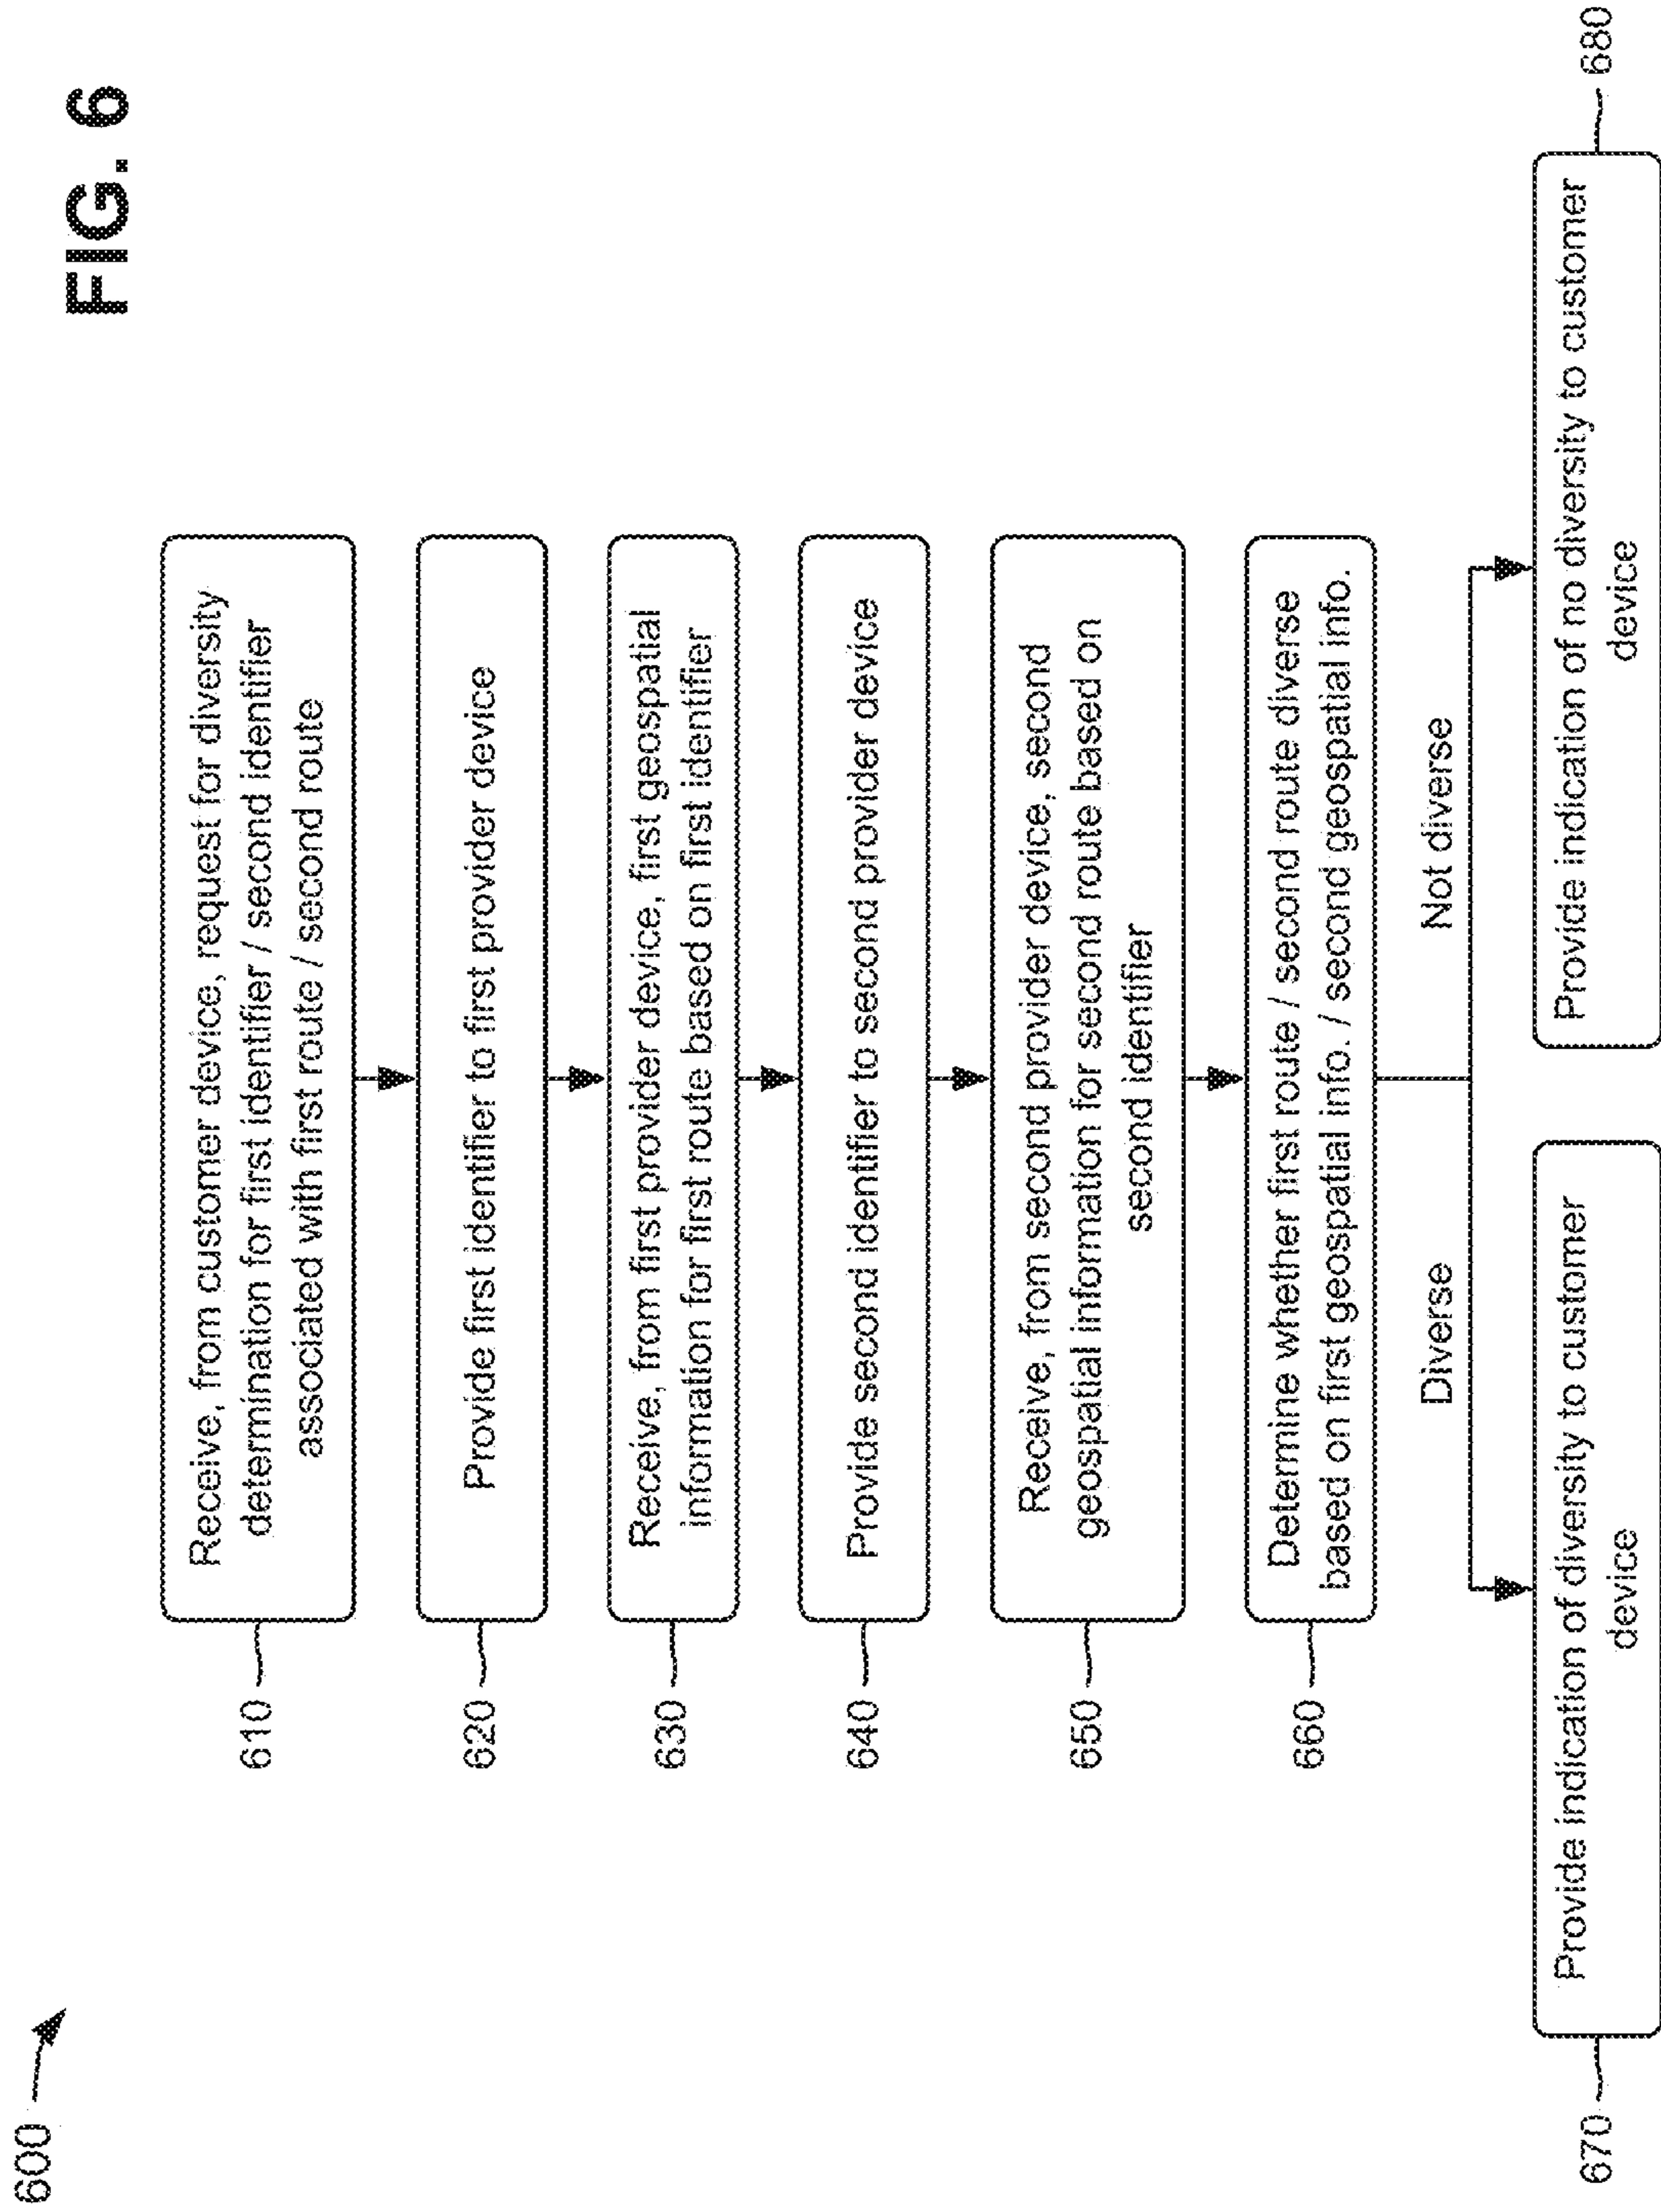 FIG. 6
600
610
Receive, from customer device, request for diversity
determination for first identifier / second identifier
associated with first route / second route
620
Provide first identifier to first provider device
630
Receive, from first provider device, first geospatial
information for first route based on first identifier
640
Provide second identifier to second provider device
650
Receive, from second provider device, second
geospatial information for second route based on
second identifier
660
Determine whether first route / second route diverse
based on first geospatial info. / second geospatial info.
Diverse
Not diverse
670
Provide indication of diversity to customer
device
Provide indication of no diversity to customer
device
680